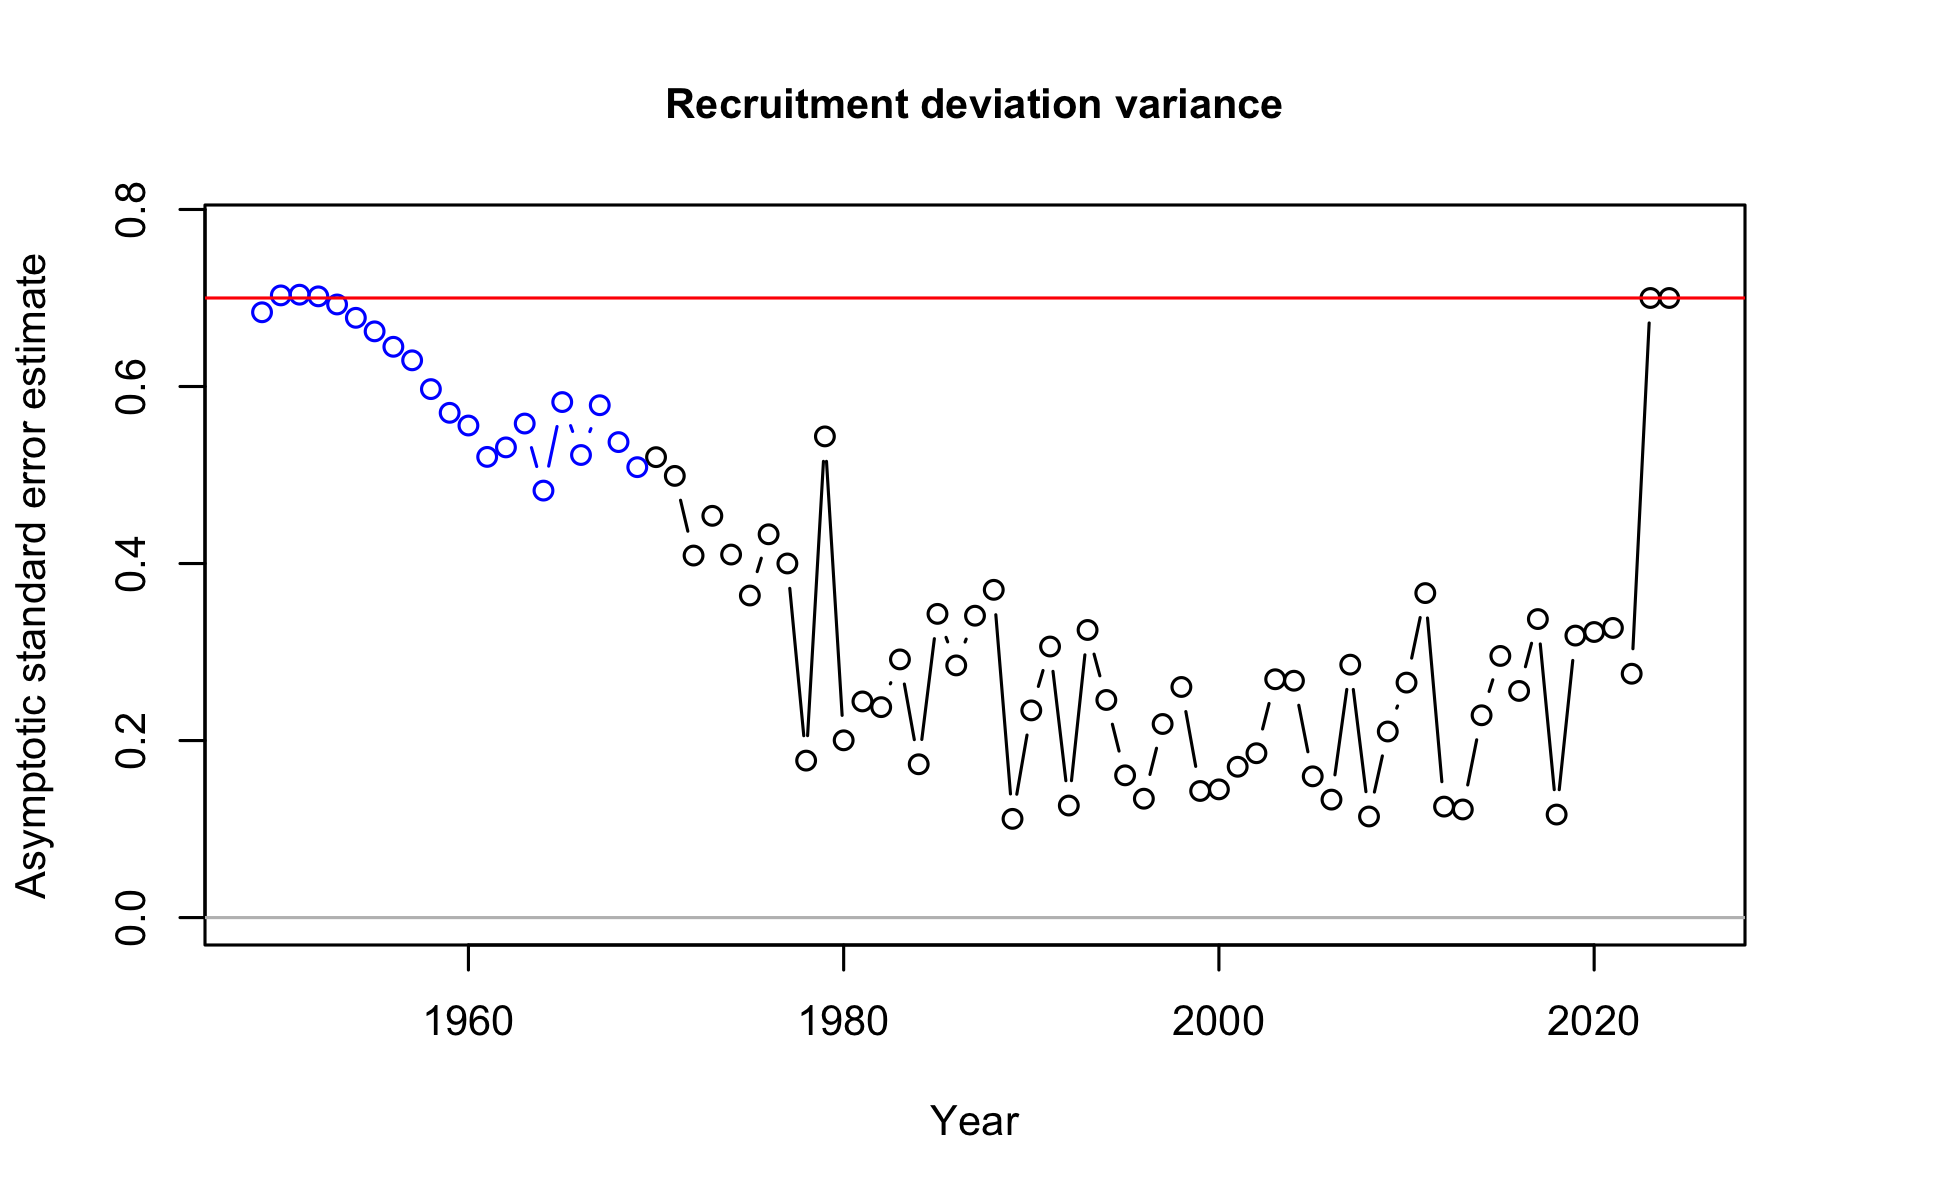 Recruitment deviation variance
Asymptotic standard error estimate
0.8
0.6
0.4
0.2
0.0
1960 1980 2000 2020
Year